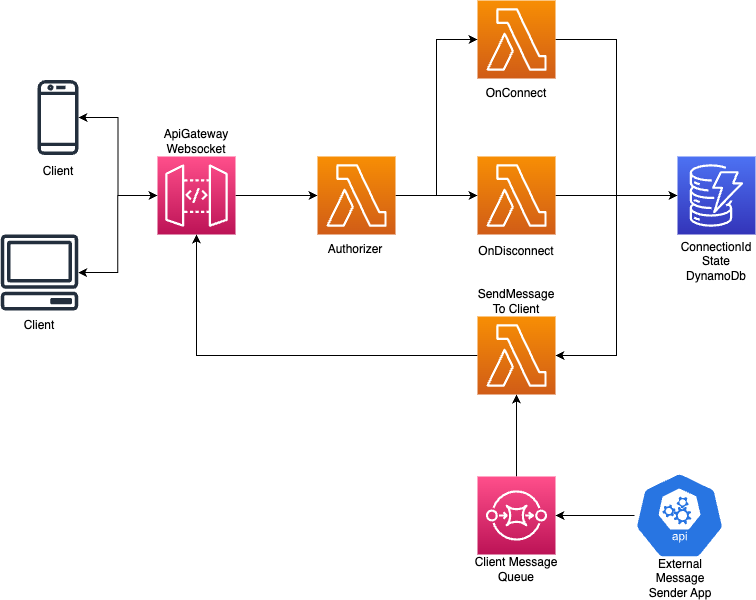 OnConnect
ApiGateway
Websocket
Client
</>
Authorizer
OnDisconnect
ConnectionId
State
DynamoDb
Client
SendMessage
To Client
api
Client Message
Queue
External
Message
Sender App